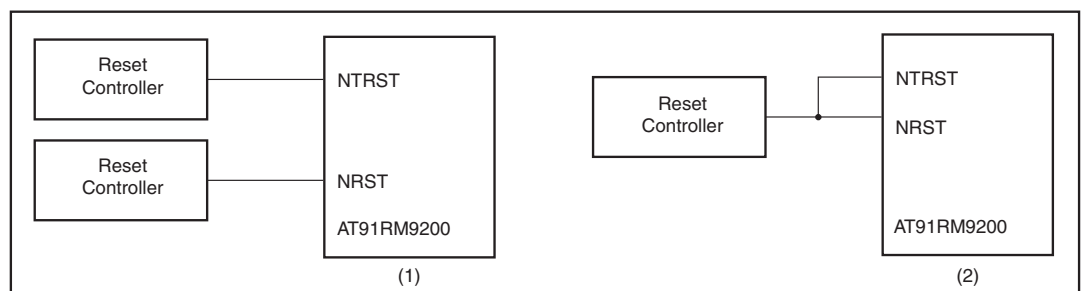 Reset
Controller
NTRST
Reset
Controller
NRST
AT91RM9200
(1)
Reset
Controller
NTRST
NRST
AT91RM9200
(2)